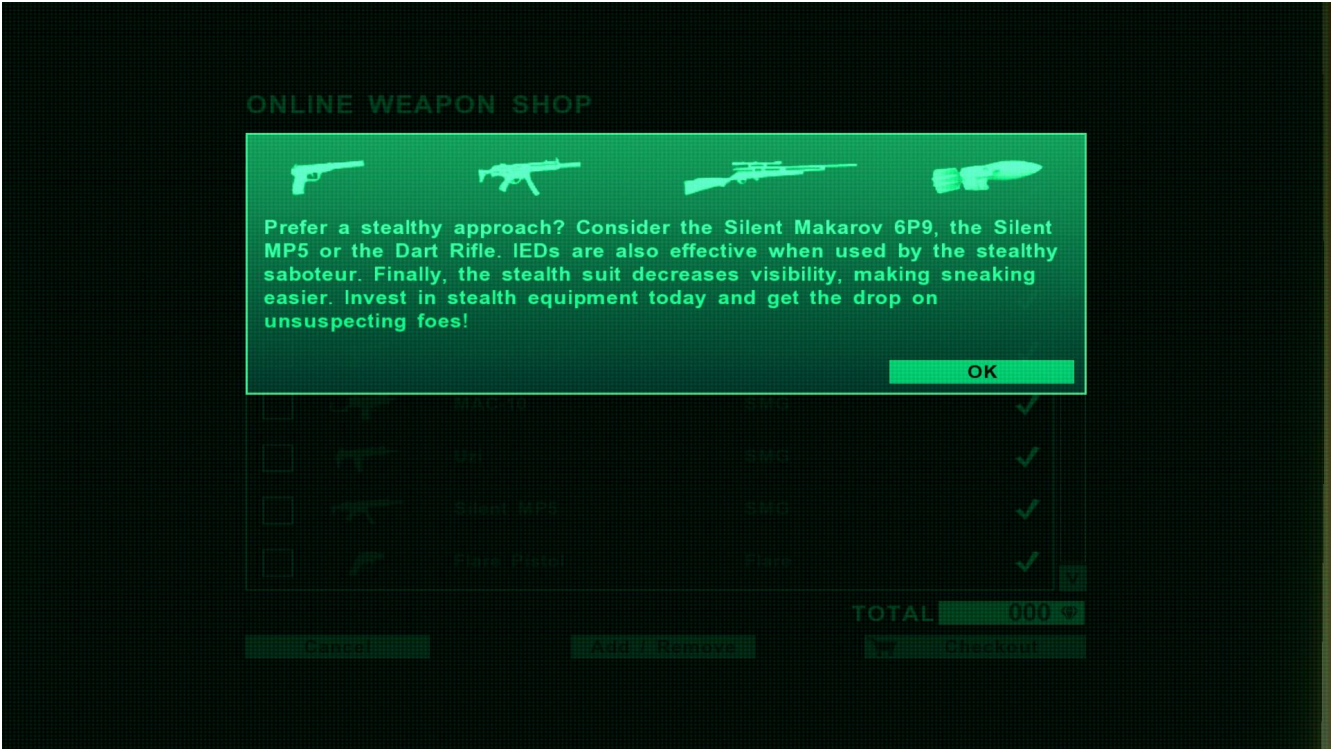 ONLINE WEAPON SHOP
Prefer a stealthy approach? Consider the Silent Makarov 6P9, the Silent
MP5 or the Dart Rifle. IEDs are also effective when used by the stealthy
saboteur. Finally, the stealth suit decreases visibility, making sneaking
easier. Invest in stealth equipment today and get the drop on
unsuspecting foes!
OK
MAC-10 SMG
Uzi SMG
Silent MP5 SMG
Flare Pistol Flare
V
TOTAL 000
Cancel Add / Remove Checkout